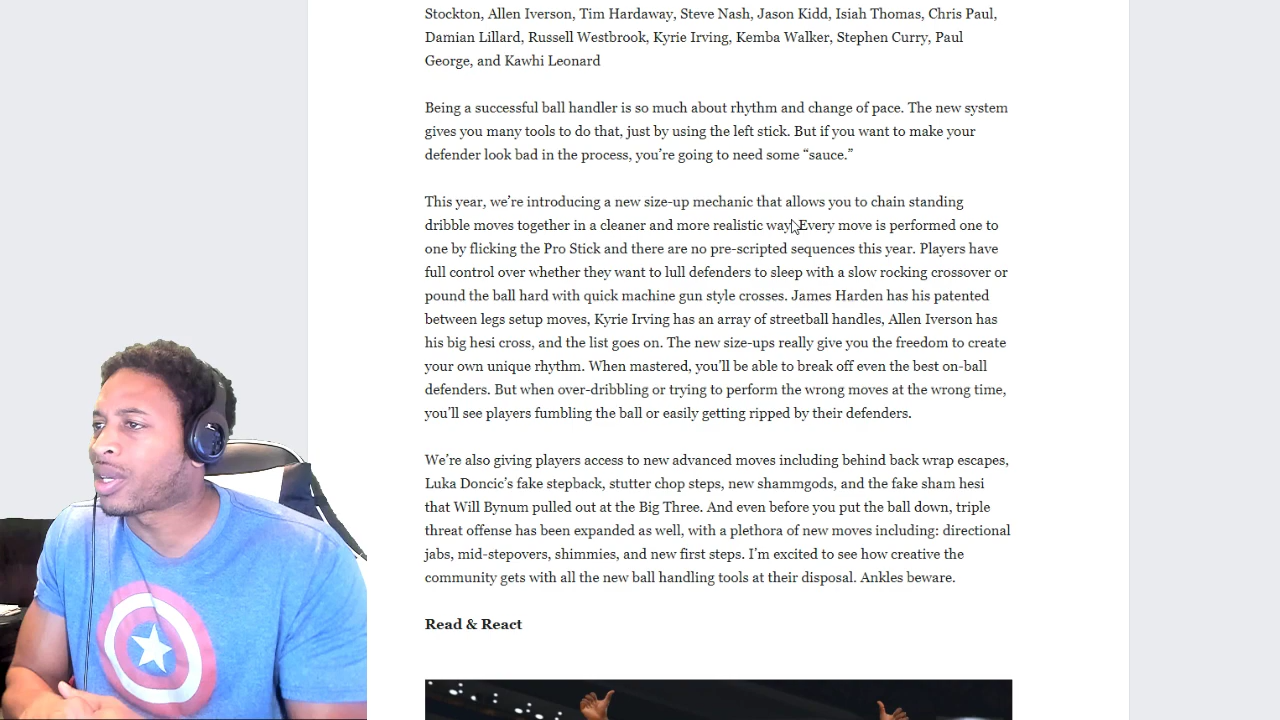 Stockton, Allen Iverson, Tim Hardaway, Steve Nash, Jason Kidd, Isiah Thomas, Chris Paul,
Damian Lillard, Russell Westbrook, Kyrie Irving, Kemba Walker, Stephen Curry, Paul
George, and Kawhi Leonard
Being a successful ball handler is so much about rhythm and change of pace. The new system
gives you many tools to do that, just by using the left stick. But if you want to make your
defender look bad in the process, you’re going to need some “sauce.”
This year, we’re introducing a new size-up mechanic that allows you to chain standing
dribble moves together in a cleaner and more realistic way. Every move is performed one to
one by flicking the Pro Stick and there are no pre-scripted sequences this year. Players have
full control over whether they want to lull defenders to sleep with a slow rocking crossover or
pound the ball hard with quick machine gun style crosses. James Harden has his patented
between legs setup moves, Kyrie Irving has an array of streetball handles, Allen Iverson has
his big hesi cross, and the list goes on. The new size-ups really give you the freedom to create
your own unique rhythm. When mastered, you’ll be able to break off even the best on-ball
defenders. But when over-dribbling or trying to perform the wrong moves at the wrong time,
you’ll see players fumbling the ball or easily getting ripped by their defenders.
We’re also giving players access to new advanced moves including behind back wrap escapes,
Luka Doncic’s fake stepback, stutter chop steps, new shammgods, and the fake sham hesi
that Will Bynum pulled out at the Big Three. And even before you put the ball down, triple
threat offense has been expanded as well, with a plethora of new moves including: directional
jabs, mid-stepovers, shimmies, and new first steps. I’m excited to see how creative the
community gets with all the new ball handling tools at their disposal. Ankles beware.
Read & React